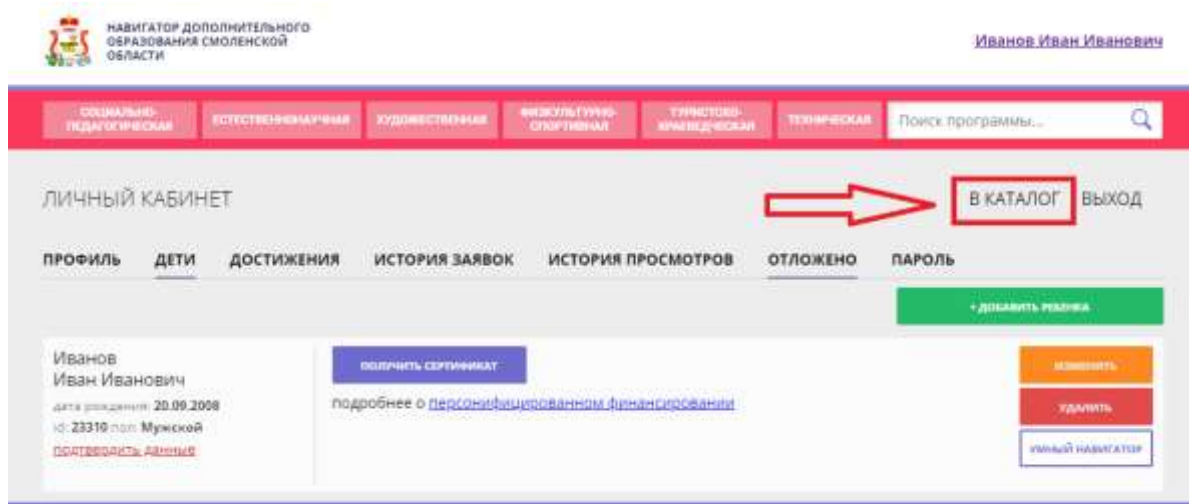 НАВИГАТОР ДОПОЛНИТЕЛЬНОГО
ОБРАЗОВАНИЯ СМОЛЕНСКОЙ
ОБЛАСТИ
Иванов Иван Иванович
СОЦИАЛЬНО-
ПЕДАГОГИЧЕСКАЯ
ЕСТЕСТВЕННОНАУЧНАЯ
ХУДОЖЕСТВЕННАЯ
ФИЗКУЛЬТУРНО-
СПОРТИВНАЯ
ТУРИСТСКО-
КРАЕВЕДЧЕСКАЯ
ТЕХНИЧЕСКАЯ
Поиск программы...
ЛИЧНЫЙ КАБИНЕТ
В КАТАЛОГ ВЫХОД
ПРОФИЛЬ ДЕТИ ДОСТИЖЕНИЯ ИСТОРИЯ ЗАЯВОК ИСТОРИЯ ПРОСМОТРОВ ОТЛОЖЕНО ПАРОЛЬ
+ ДОБАВИТЬ РЕБЕНКА
Иванов
Иван Иванович
дата рождения: 20.09.2008
id: 23310 пол: Мужской
подтвердить данные
ПОЛУЧИТЬ СЕРТИФИКАТ
подробнее о персонифицированном финансировании
ИЗМЕНИТЬ
УДАЛИТЬ
УМНЫЙ НАВИГАТОР